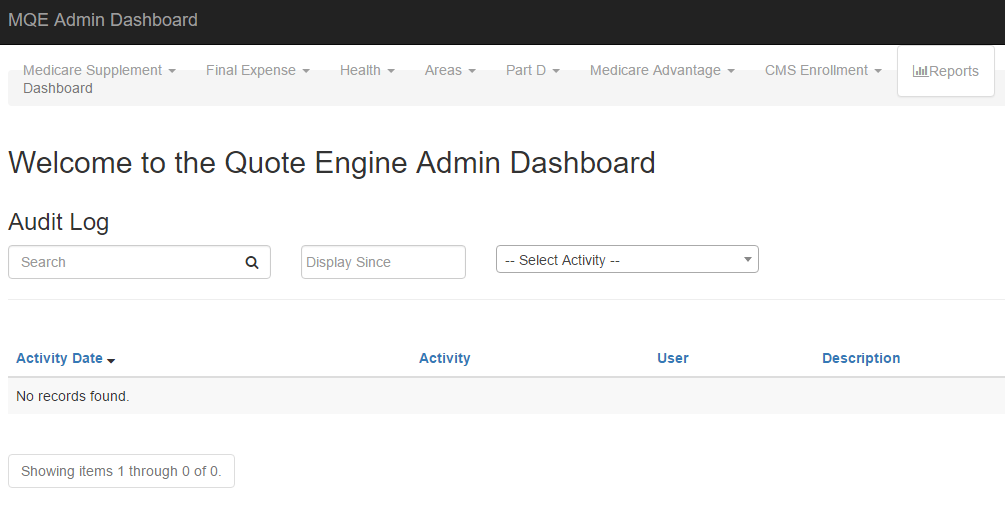 MQE Admin Dashboard
Medicare Supplement Final Expense Health Areas Part D Medicare Advantage CMS Enrollment Reports
Dashboard
Welcome to the Quote Engine Admin Dashboard
Audit Log
Search Display Since -- Select Activity --
Activity Date Activity User Description
No records found.
Showing items 1 through 0 of 0.